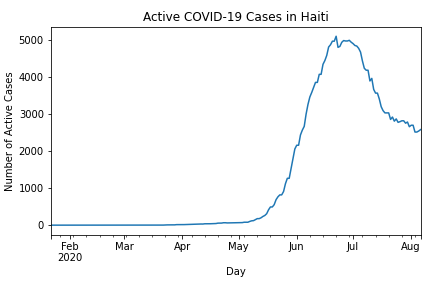 Active COVID-19 Cases in Haiti
Number of Active Cases
5000
4000
3000
2000
1000
0
Feb Mar Apr May Jun Jul Aug
2020
Day